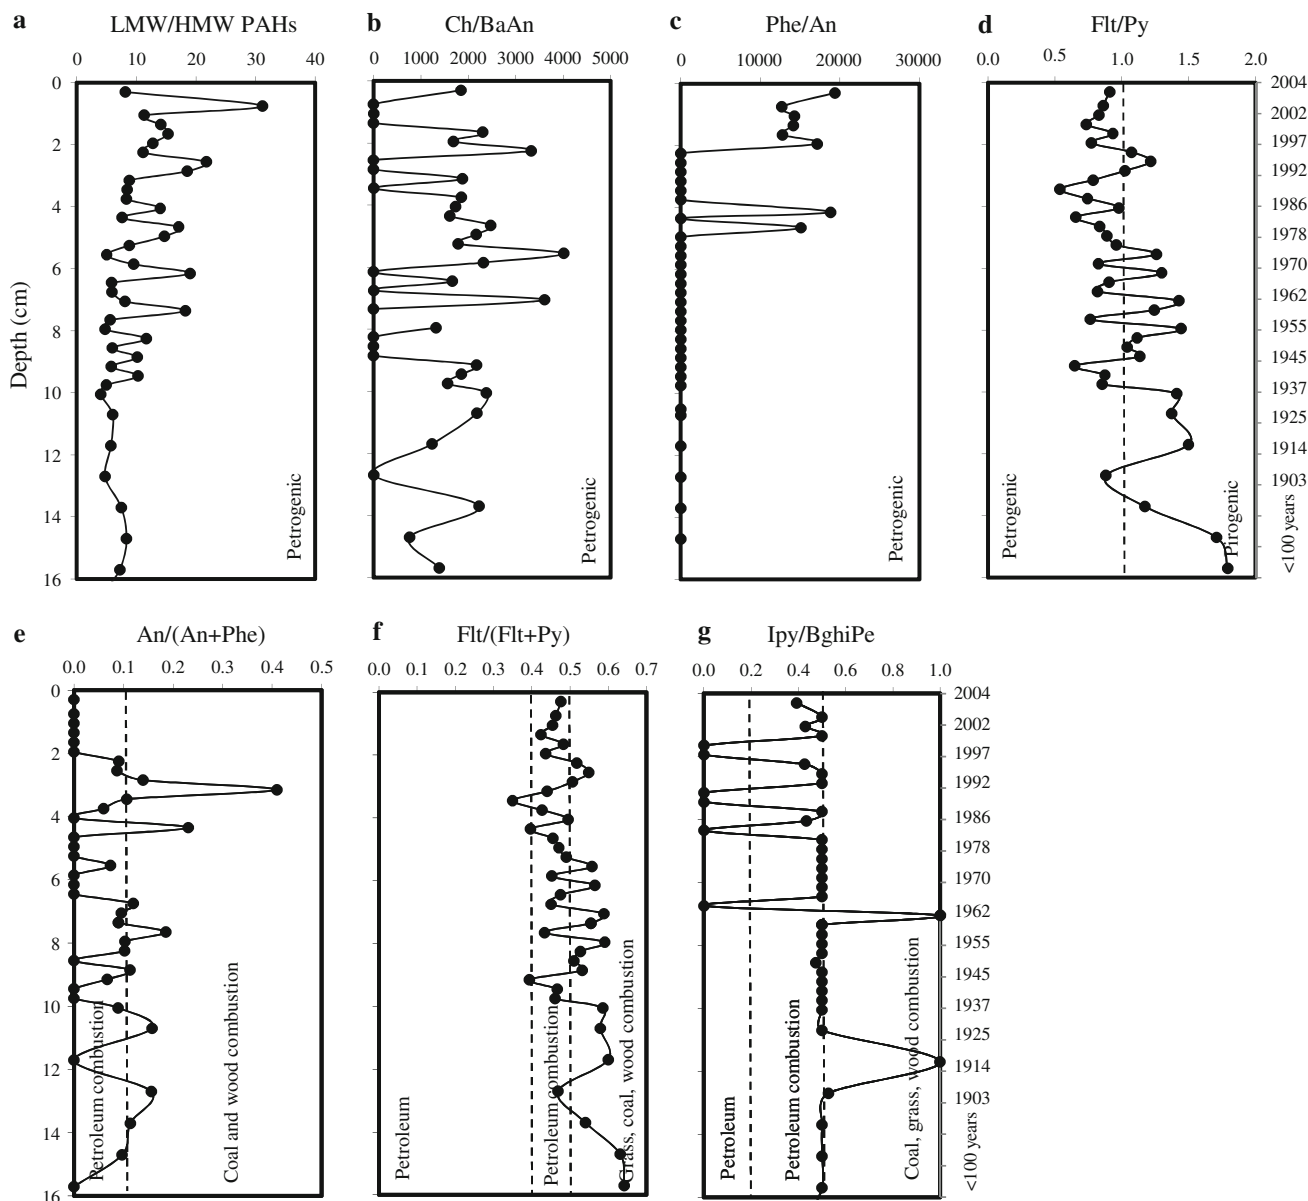 a LMW/HMW PAHs
0 10 20 30 40
0
2
4
6
8
10
12
14
16
Depth (cm)
Petrogenic
b Ch/BaAn
0 1000 2000 3000 4000 5000
Petrogenic
c Phe/An
0 10000 20000 30000
Petrogenic
d Flt/Py
0.0 0.5 1.0 1.5 2.0
Petrogenic
Pirogenic
2004
2002
1997
1992
1986
1978
1970
1962
1955
1945
1937
1925
1914
1903
<100 years
e An/(An+Phe)
0.0 0.1 0.2 0.3 0.4 0.5
0
2
4
6
8
10
12
14
16
Petroleum combustion
Coal and wood combustion
f Flt/(Flt+Py)
0.0 0.1 0.2 0.3 0.4 0.5 0.6 0.7
Petroleum
Petroleum combustion
Grass, coal, wood combustion
g Ipy/BghiPe
0.0 0.2 0.4 0.6 0.8 1.0
Petroleum
Petroleum combustion
Coal, grass, wood combustion
2004
2002
1997
1992
1986
1978
1970
1962
1955
1945
1937
1925
1914
1903
<100 years